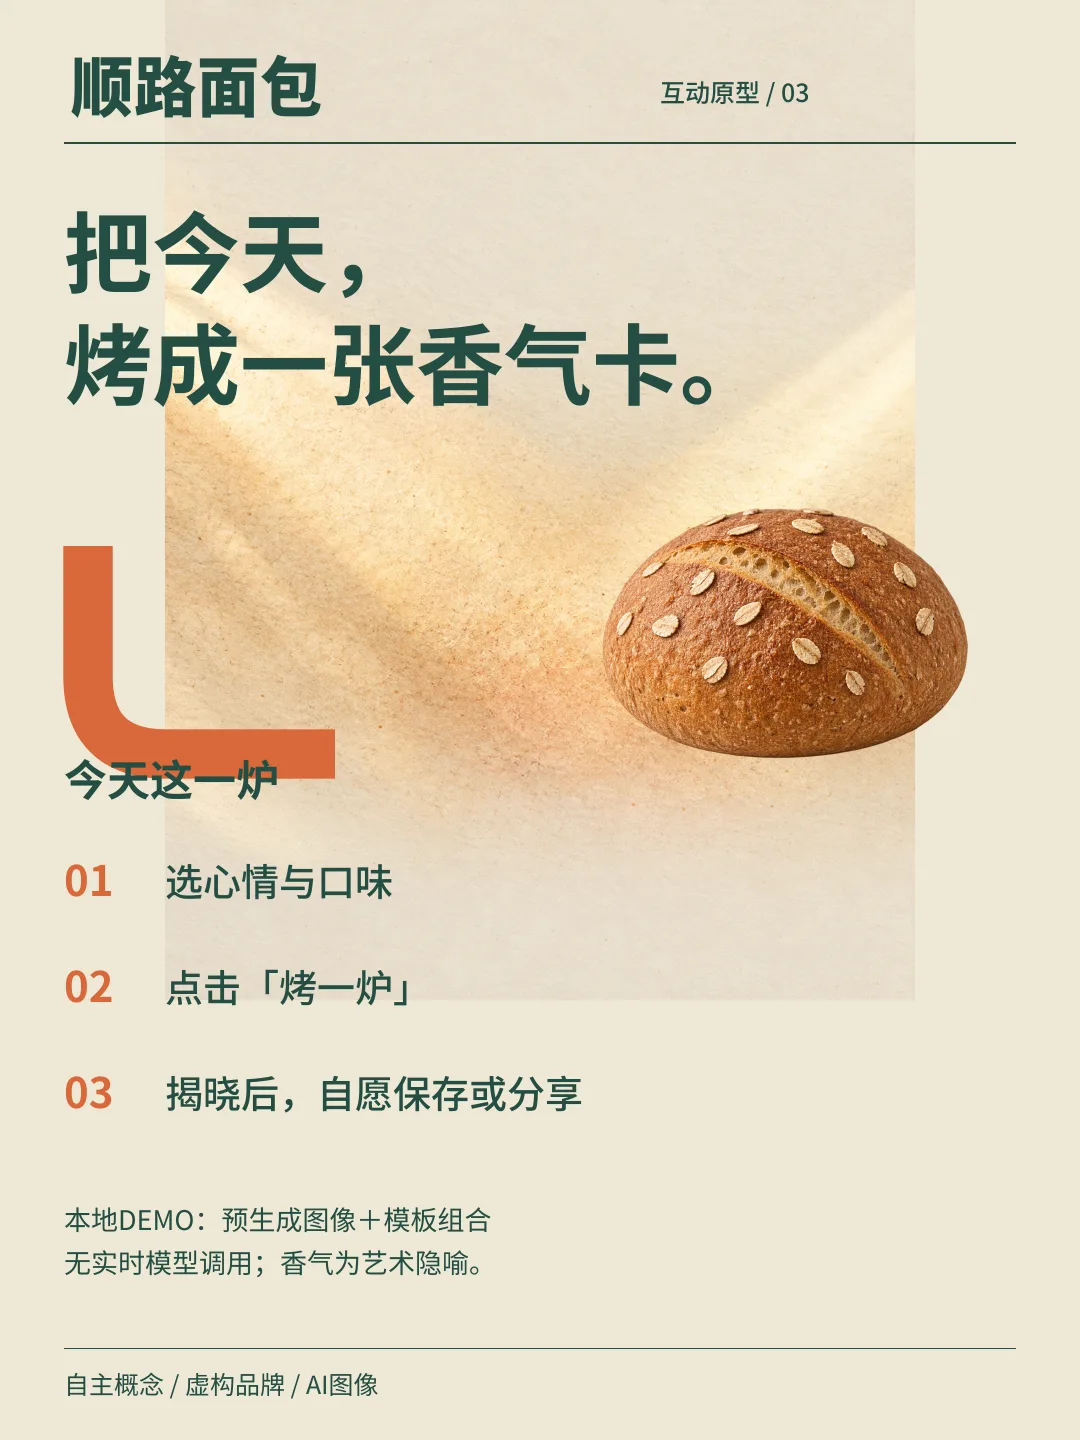 顺路面包
互动原型 / 03
把今天，
烤成一张香气卡。
今天这一炉
01 选心情与口味
02 点击「烤一炉」
03 揭晓后，自愿保存或分享
本地DEMO：预生成图像＋模板组合
无实时模型调用；香气为艺术隐喻。
自主概念 / 虚构品牌 / AI图像